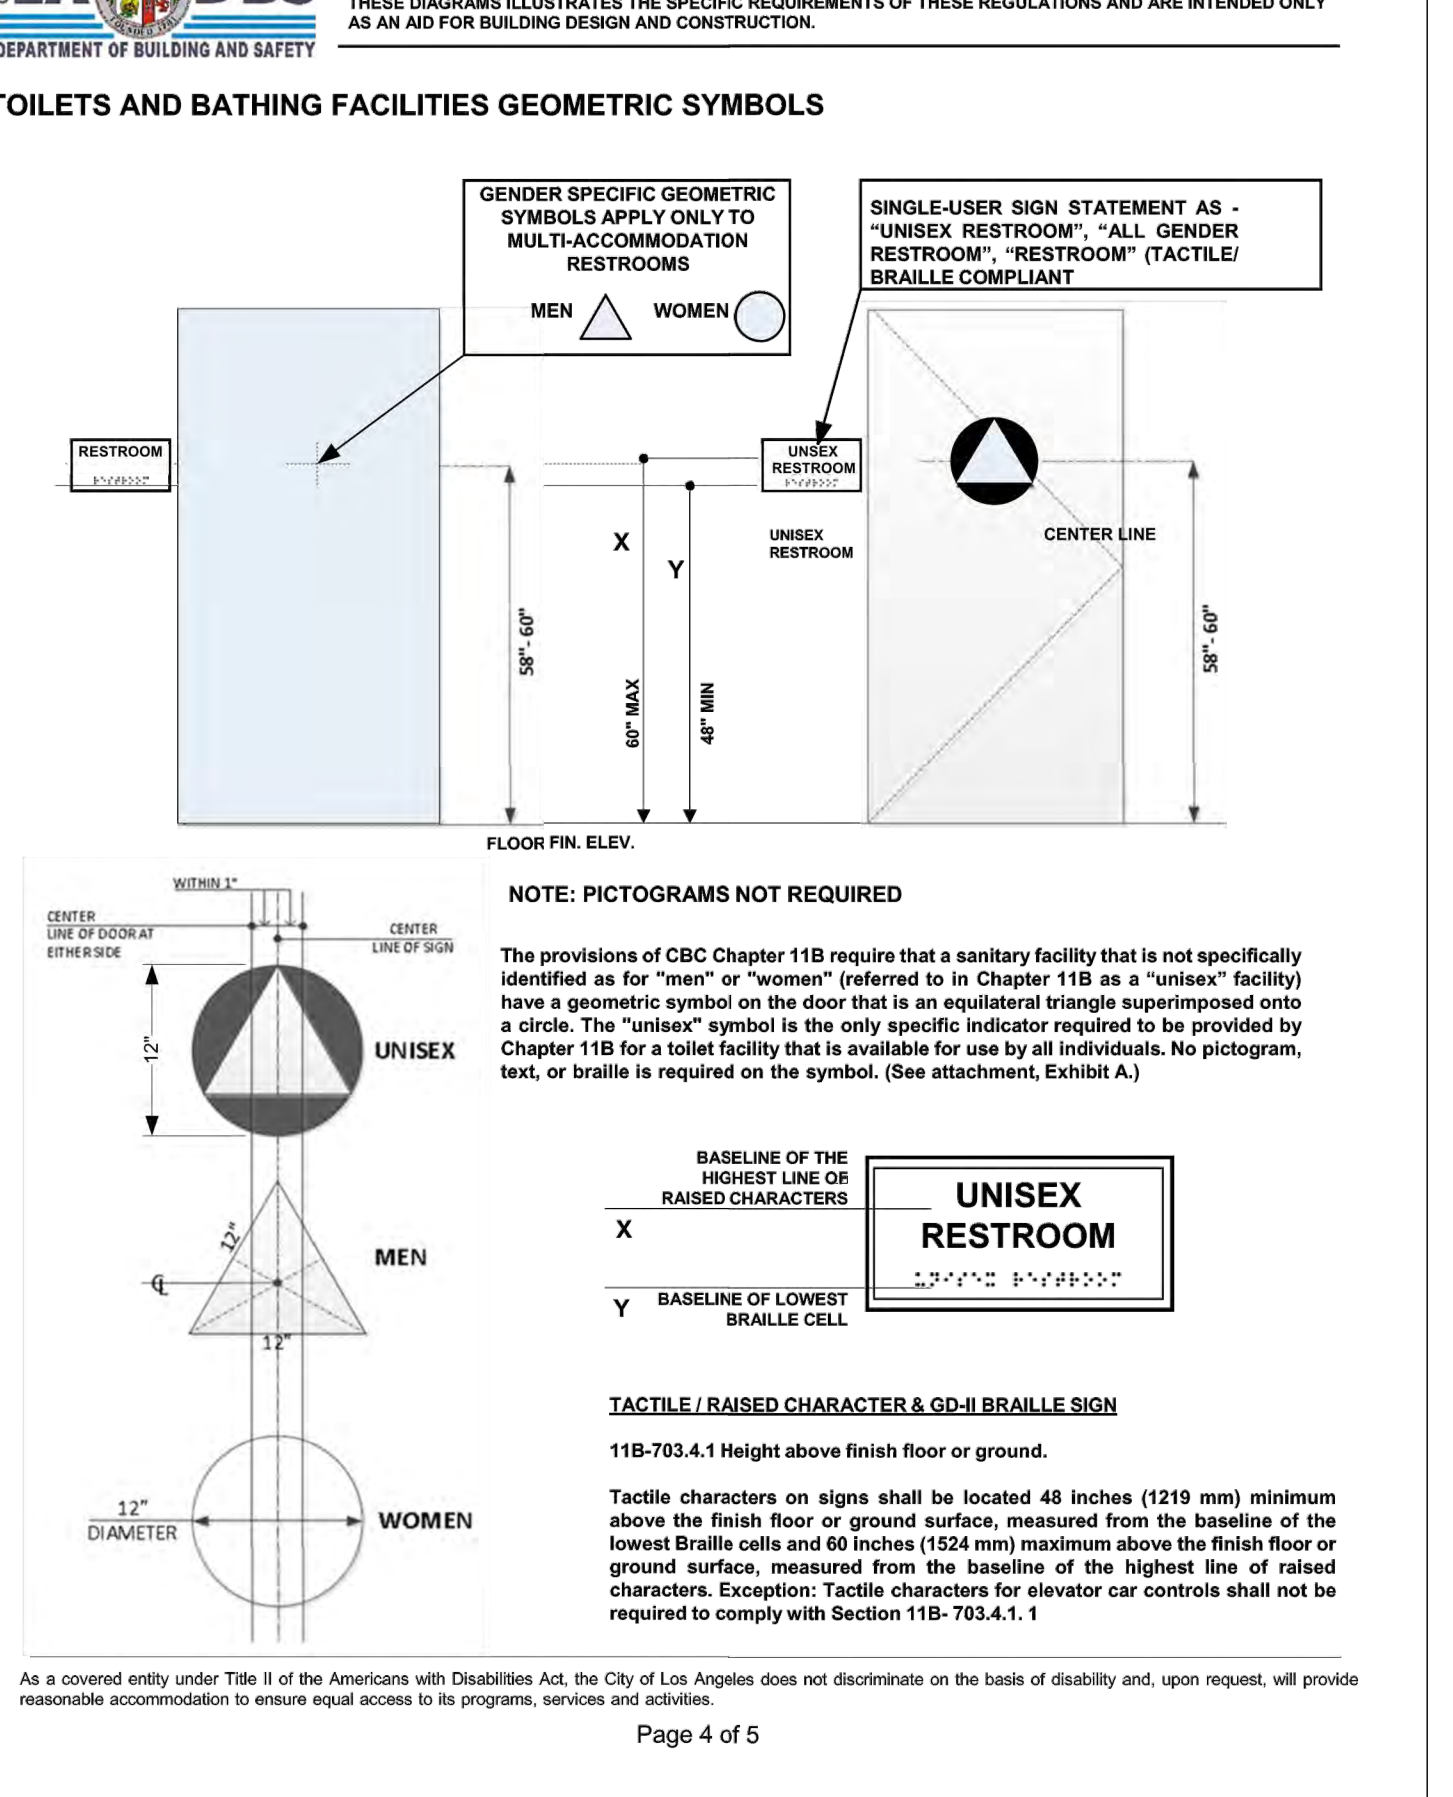 THESE DIAGRAMS ILLUSTRATES THE SPECIFIC REQUIREMENTS OF THESE REGULATIONS AND ARE INTENDED ONLY
AS AN AID FOR BUILDING DESIGN AND CONSTRUCTION.
DEPARTMENT OF BUILDING AND SAFETY
TOILETS AND BATHING FACILITIES GEOMETRIC SYMBOLS
GENDER SPECIFIC GEOMETRIC
SYMBOLS APPLY ONLY TO
MULTI-ACCOMMODATION
RESTROOMS
MEN
WOMEN
SINGLE-USER SIGN STATEMENT AS -
“UNISEX RESTROOM”, “ALL GENDER
RESTROOM”, “RESTROOM” (TACTILE/
BRAILLE COMPLIANT
RESTROOM
UNSEX
RESTROOM
UNISEX
RESTROOM
CENTER LINE
X
Y
58"- 60"
60" MAX
48" MIN
58"- 60"
FLOOR FIN. ELEV.
WITHIN 1"
CENTER
LINE OF DOOR AT
EITHER SIDE
CENTER
LINE OF SIGN
12"
UNISEX
12"
MEN
12"
12"
DIAMETER
WOMEN
NOTE: PICTOGRAMS NOT REQUIRED
The provisions of CBC Chapter 11B require that a sanitary facility that is not specifically
identified as for "men" or "women" (referred to in Chapter 11B as a “unisex” facility)
have a geometric symbol on the door that is an equilateral triangle superimposed onto
a circle. The "unisex" symbol is the only specific indicator required to be provided by
Chapter 11B for a toilet facility that is available for use by all individuals. No pictogram,
text, or braille is required on the symbol. (See attachment, Exhibit A.)
BASELINE OF THE
HIGHEST LINE OF
RAISED CHARACTERS
X
Y
BASELINE OF LOWEST
BRAILLE CELL
UNISEX
RESTROOM
TACTILE / RAISED CHARACTER & GD-II BRAILLE SIGN
11B-703.4.1 Height above finish floor or ground.
Tactile characters on signs shall be located 48 inches (1219 mm) minimum
above the finish floor or ground surface, measured from the baseline of the
lowest Braille cells and 60 inches (1524 mm) maximum above the finish floor or
ground surface, measured from the baseline of the highest line of raised
characters. Exception: Tactile characters for elevator car controls shall not be
required to comply with Section 11B- 703.4.1. 1
As a covered entity under Title II of the Americans with Disabilities Act, the City of Los Angeles does not discriminate on the basis of disability and, upon request, will provide
reasonable accommodation to ensure equal access to its programs, services and activities.
Page 4 of 5